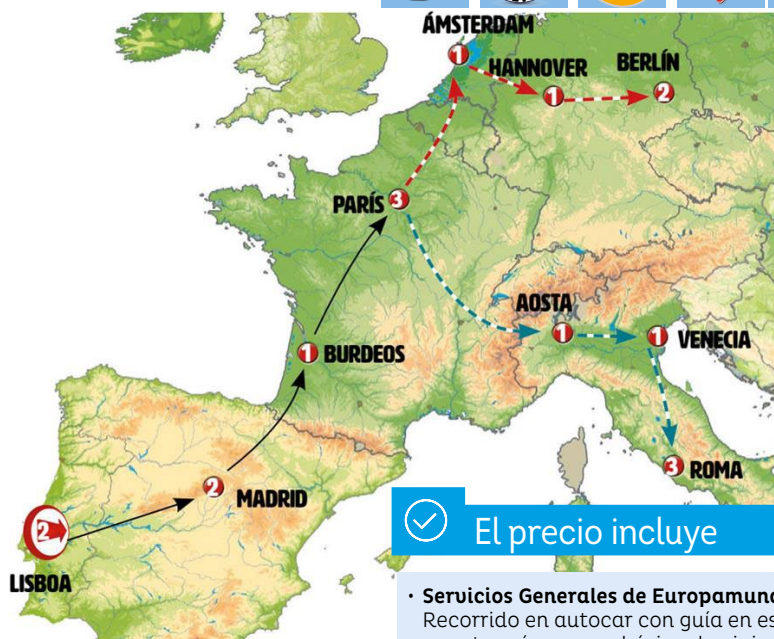 ÁMSTERDAM
1
HANNOVER
1
BERLÍN
2
PARÍS
3
AOSTA
1
1
VENECIA
1
BURDEOS
3
ROMA
2
MADRID
2
LISBOA
El precio incluye
· Servicios Generales de Europamund
Recorrido en autocar con guía en es